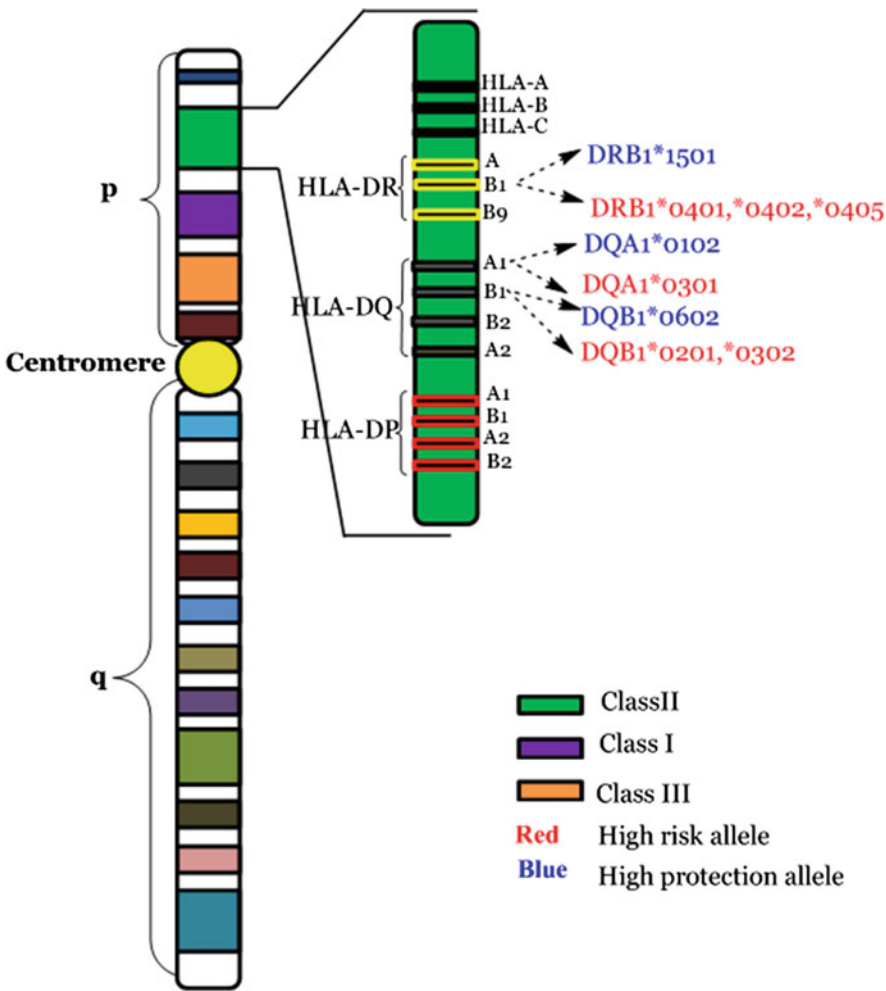 HLA-A
HLA-B
HLA-C
p
HLA-DR
A
B1
B9
DRB1*1501
DRB1*0401,*0402,*0405
HLA-DQ
A1
B1
B2
A2
DQA1*0102
DQA1*0301
DQB1*0602
DQB1*0201,*0302
Centromere
HLA-DP
A1
B1
A2
B2
q
ClassII
Class I
Class III
Red High risk allele
Blue High protection allele